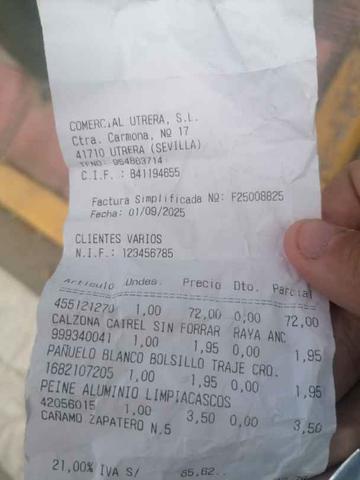 COMERCIAL UTRERA, S.L.
Ctra. Carmona, Nº 17
41710 UTRERA (SEVILLA)
TFNO: 954863714
C.I.F. : B41194655
Factura Simplificada Nº: F25008825
Fecha: 01/09/2025
CLIENTES VARIOS
N.I.F.: 123456785
Artículo Undes. Precio Dto. Parcial
455121270 1,00 72,00 0,00 72,00
CALZONA CAIREL SIN FORRAR RAYA ANC
999340041 1,00 1,95 0,00 1,95
PAÑUELO BLANCO BOLSILLO TRAJE CRO.
1682107205 1,00 1,95 0,00 1,95
PEINE ALUMINIO LIMPIACASCOS
42056015 1,00 3,50 0,00 3,50
CAÑAMO ZAPATERO N.5
21,00% IVA S/